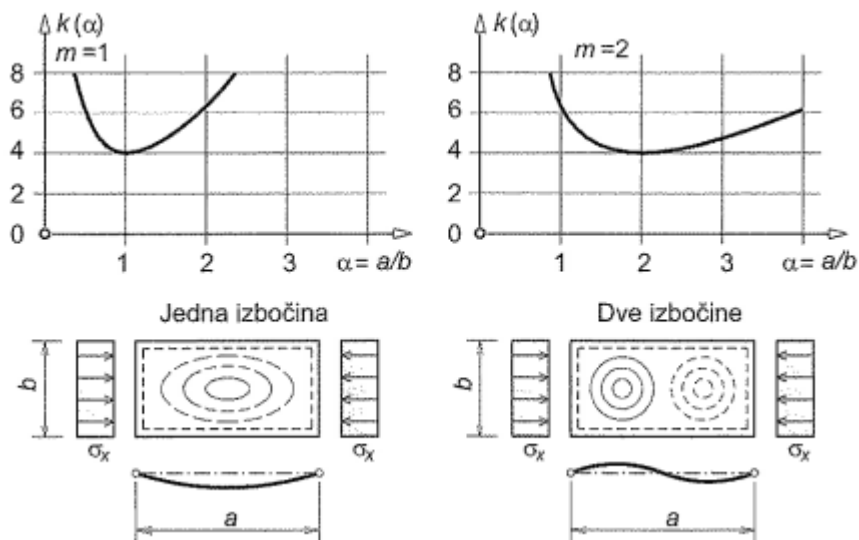 k(α)
m=1
8
6
4
2
0
1 2 3 α=a/b
k(α)
m=2
8
6
4
2
0
1 2 3 α=a/b
Jedna izbočina
b
σx
σx
a
Dve izbočine
b
σx
σx
a